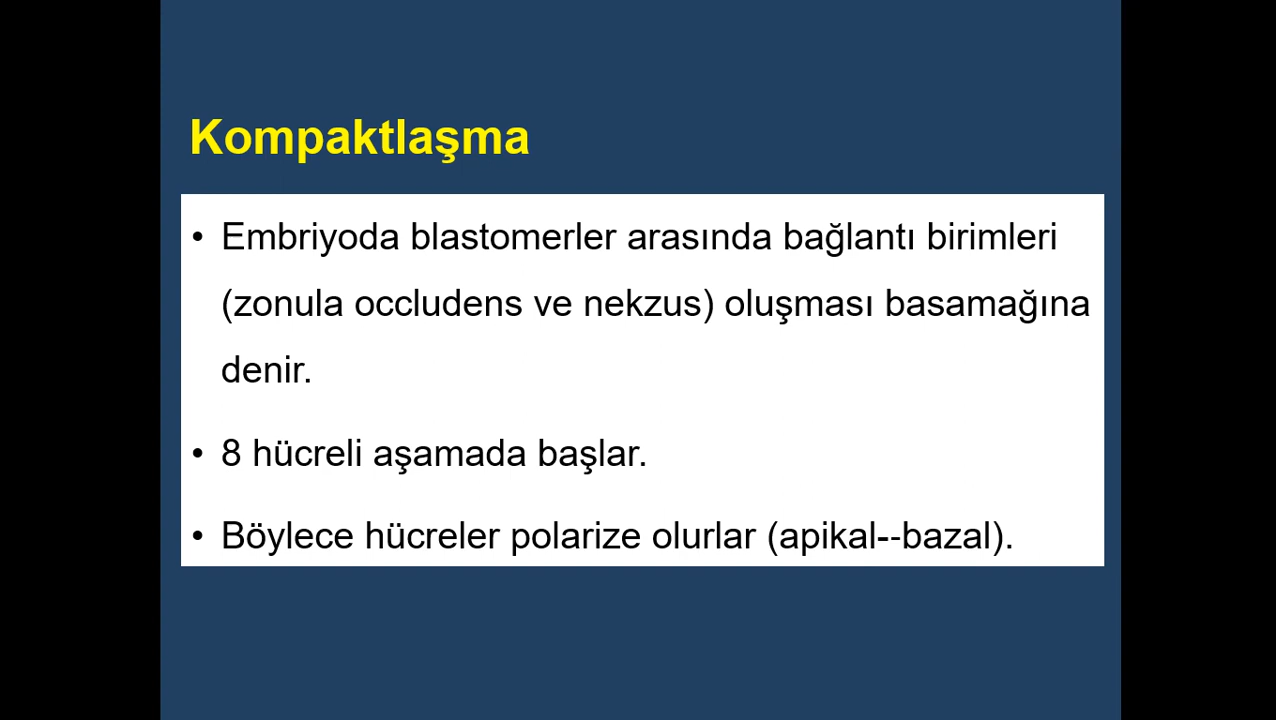 Kompaktlaşma
• Embriyoda blastomerler arasında bağlantı birimleri
(zonula occludens ve nekzus) oluşması basamağına
denir.
• 8 hücreli aşamada başlar.
• Böylece hücreler polarize olurlar (apikal--bazal).